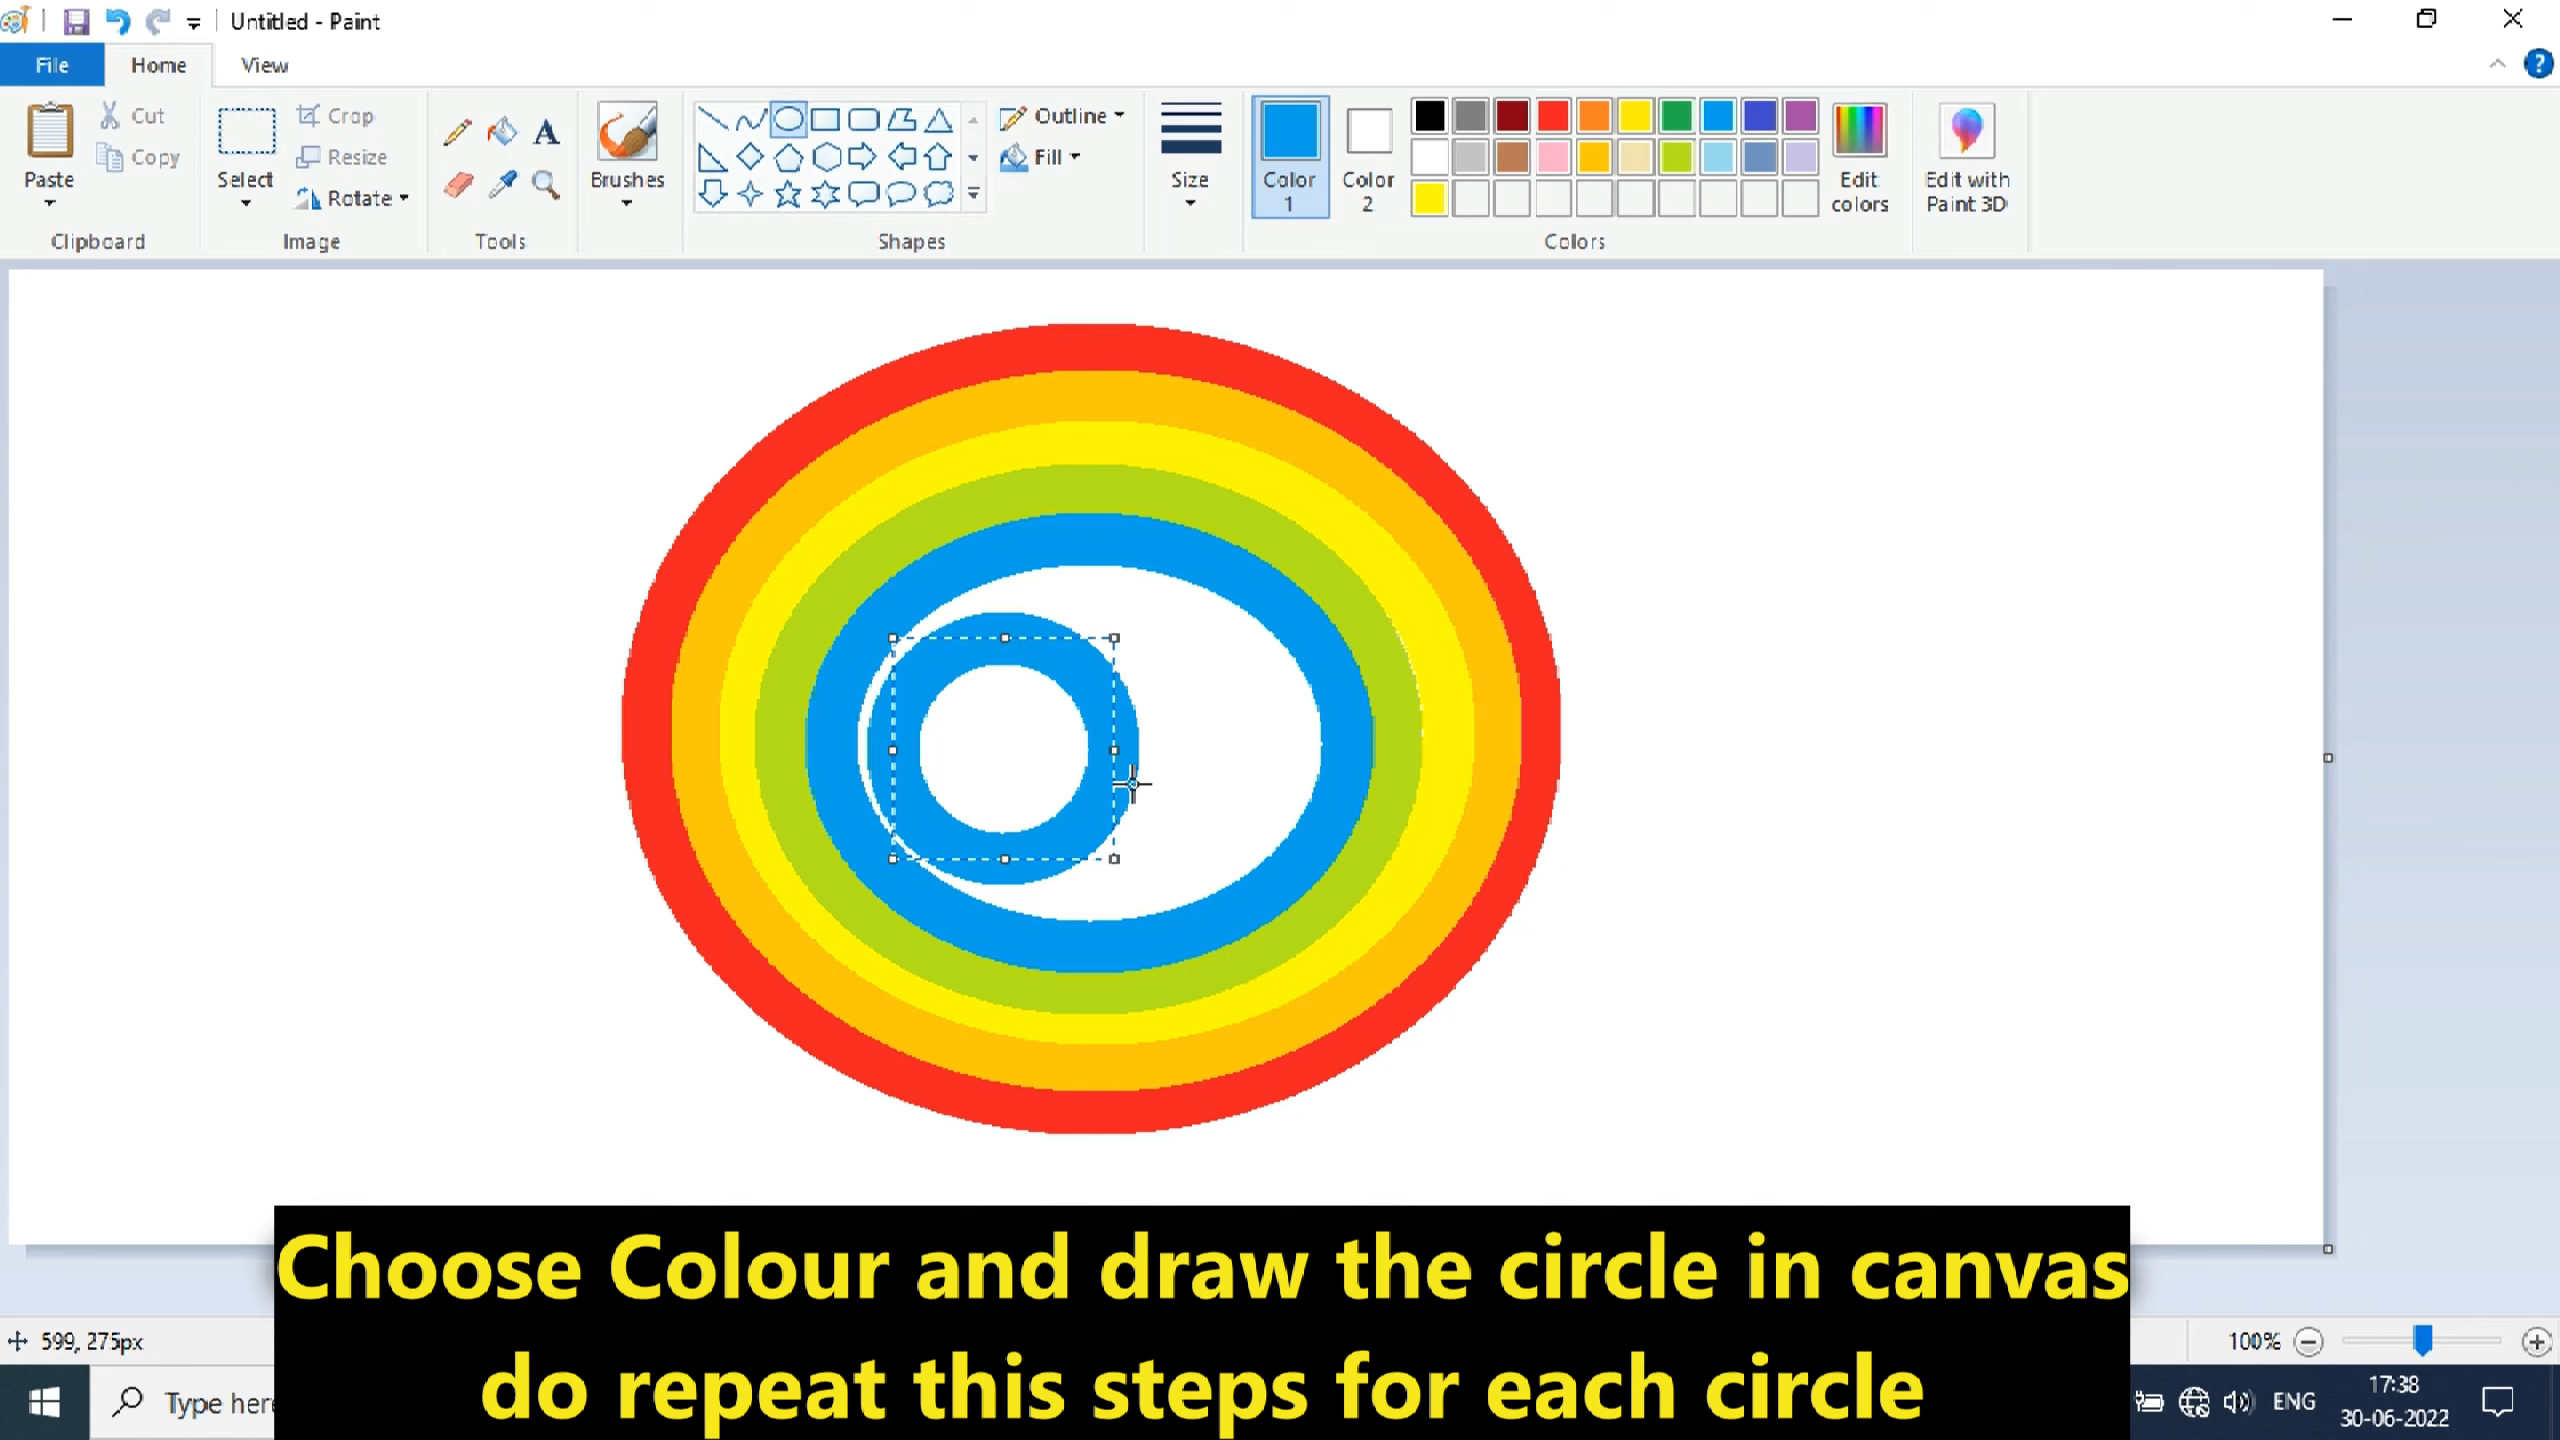 Untitled - Paint
File
Home
View
Paste
Cut
Copy
Clipboard
Select
Crop
Resize
Rotate
Image
A
Tools
Brushes
Shapes
Outline
Fill
Size
Color
1
Color
2
Colors
Edit
colors
Edit with
Paint 3D
?
Choose Colour and draw the circle in canvas
do repeat this steps for each circle
599, 275px
100%
Type here
ENG
17:38
30-06-2022